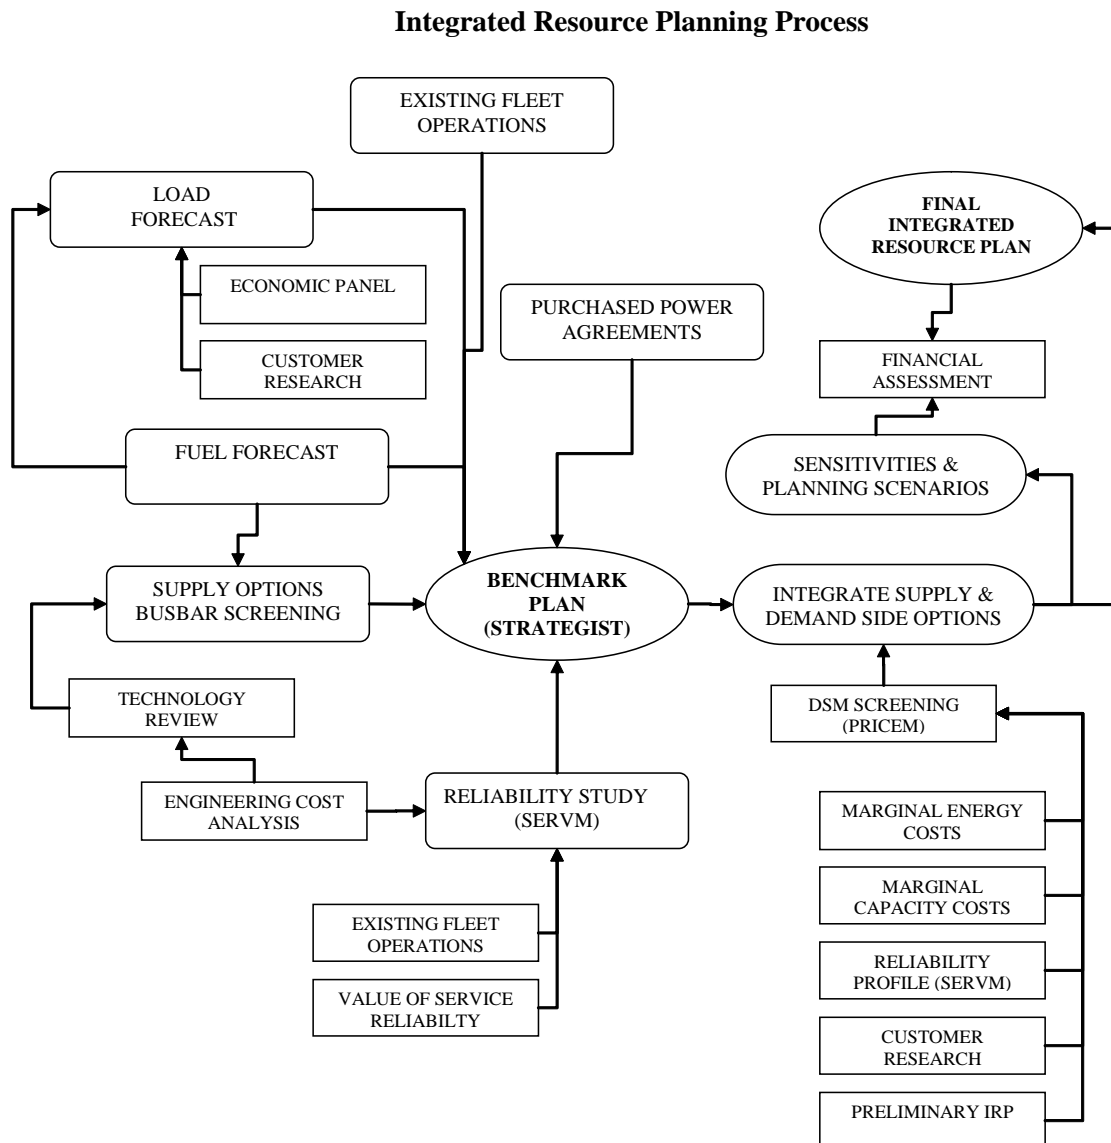 Integrated Resource Planning Process
EXISTING FLEET
OPERATIONS
LOAD
FORECAST
FINAL
INTEGRATED
RESOURCE PLAN
ECONOMIC PANEL
PURCHASED POWER
AGREEMENTS
CUSTOMER
RESEARCH
FINANCIAL
ASSESSMENT
FUEL FORECAST
SENSITIVITIES &
PLANNING SCENARIOS
SUPPLY OPTIONS
BUSBAR SCREENING
BENCHMARK
PLAN
(STRATEGIST)
INTEGRATE SUPPLY &
DEMAND SIDE OPTIONS
TECHNOLOGY
REVIEW
DSM SCREENING
(PRICEM)
ENGINEERING COST
ANALYSIS
RELIABILITY STUDY
(SERVM)
MARGINAL ENERGY
COSTS
MARGINAL
CAPACITY COSTS
EXISTING FLEET
OPERATIONS
RELIABILITY
PROFILE (SERVM)
VALUE OF SERVICE
RELIABILTY
CUSTOMER
RESEARCH
PRELIMINARY IRP